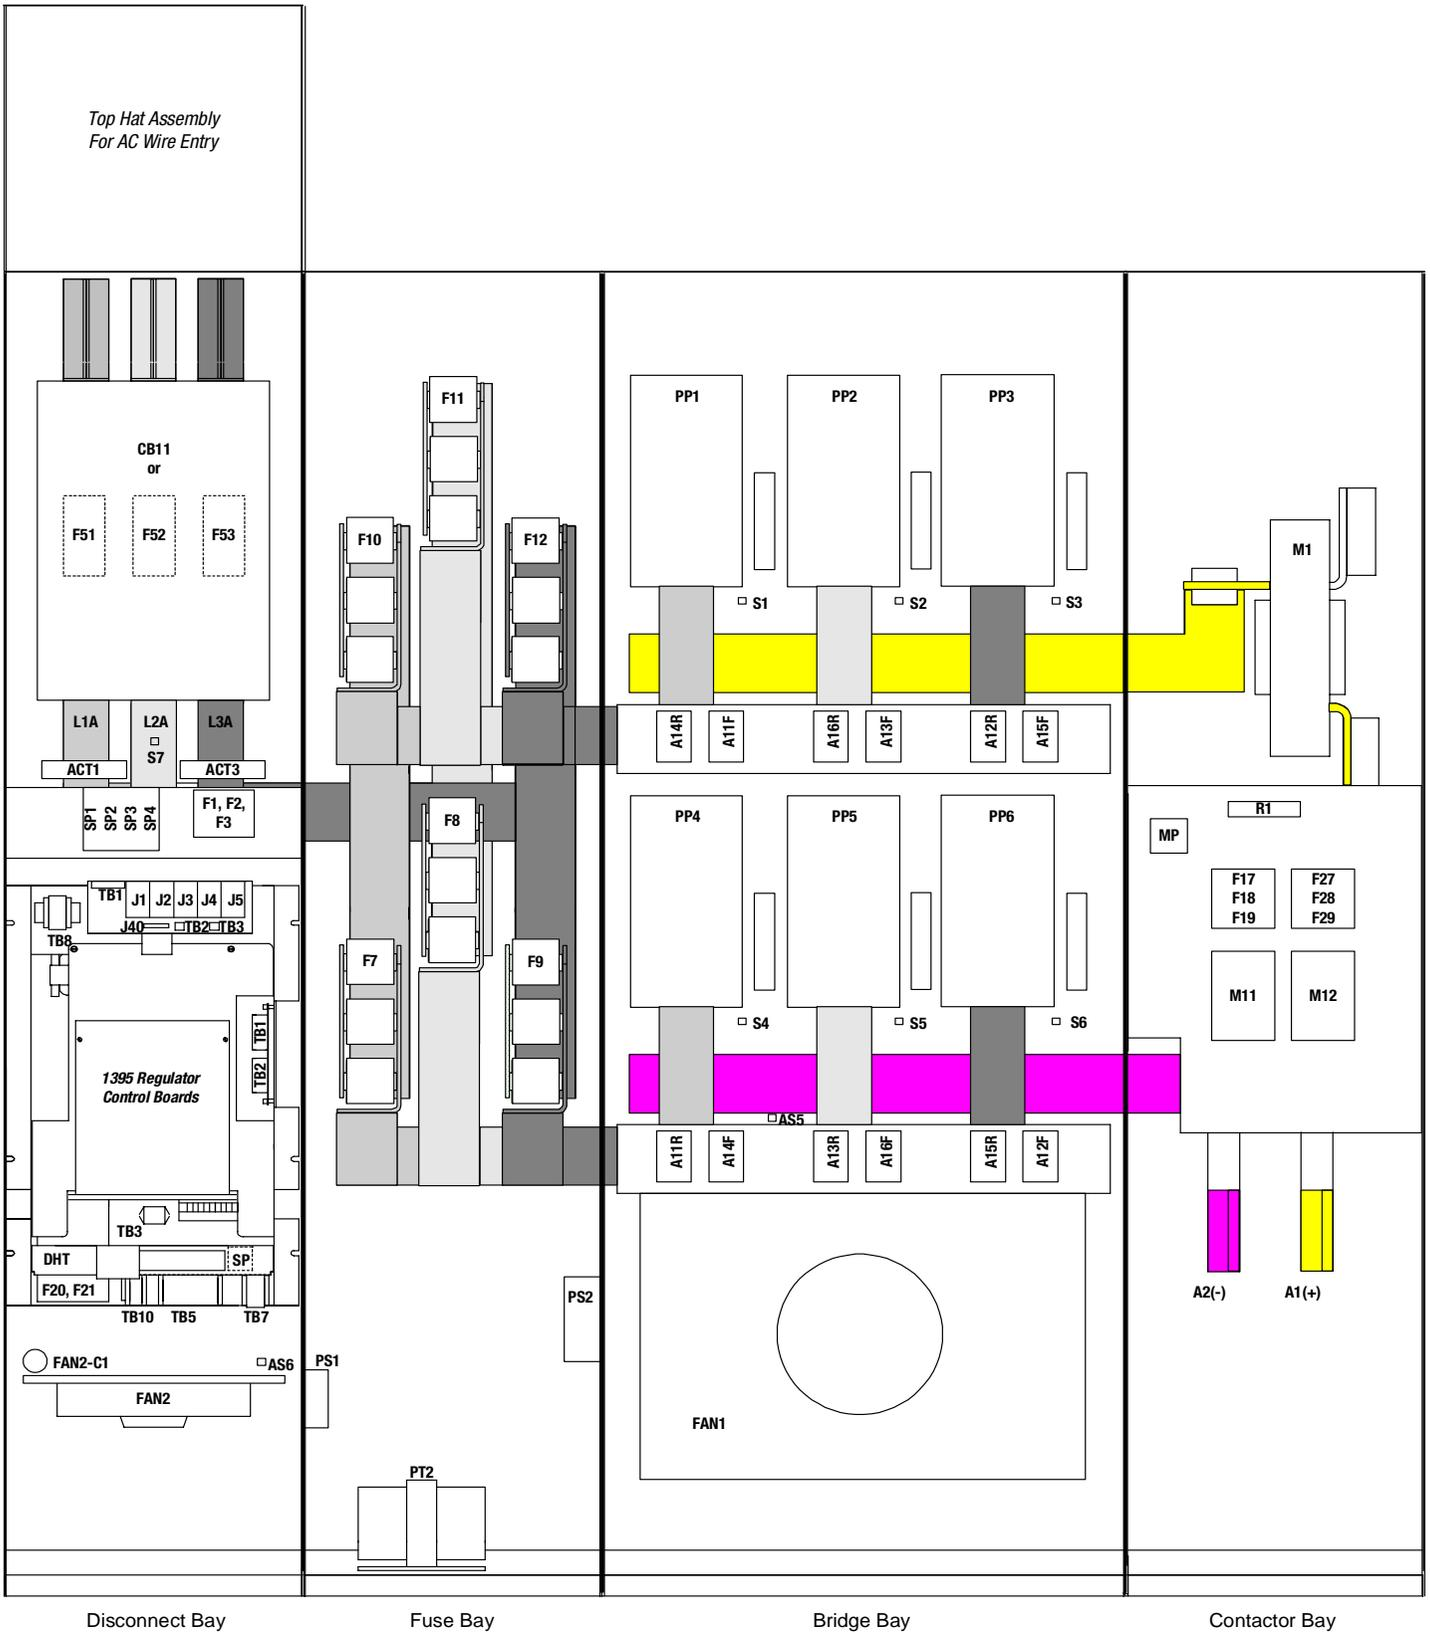 Top Hat Assembly
For AC Wire Entry
CB11
or
F51
F52
F53
L1A
L2A
L3A
S7
ACT1
ACT3
SP1
SP2
SP3
SP4
F1, F2,
F3
TB1
J1
J2
J3
J4
J5
J40
TB2
TB3
TB8
TB1
TB2
1395 Regulator
Control Boards
TB3
DHT
SP
F20, F21
TB10
TB5
TB7
FAN2-C1
AS6
FAN2
F11
F10
F12
F8
F7
F9
PS2
PS1
PT2
PP1
PP2
PP3
S1
S2
S3
A14R
A11F
A16R
A13F
A12R
A15F
PP4
PP5
PP6
S4
S5
S6
AS5
A11R
A14F
A13R
A16F
A15R
A12F
FAN1
M1
R1
MP
F17
F18
F19
F27
F28
F29
M11
M12
A2(-)
A1(+)
Disconnect Bay
Fuse Bay
Bridge Bay
Contactor Bay